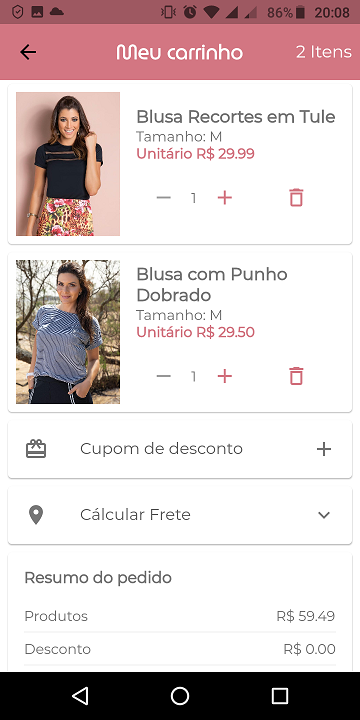 86% 20:08
Meu carrinho 2 Itens
Blusa Recortes em Tule
Tamanho: M
Unitário R$ 29.99
1
Blusa com Punho
Dobrado
Tamanho: M
Unitário R$ 29.50
1
Cupom de desconto
Cálcular Frete
Resumo do pedido
Produtos R$ 59.49
Desconto R$ 0.00